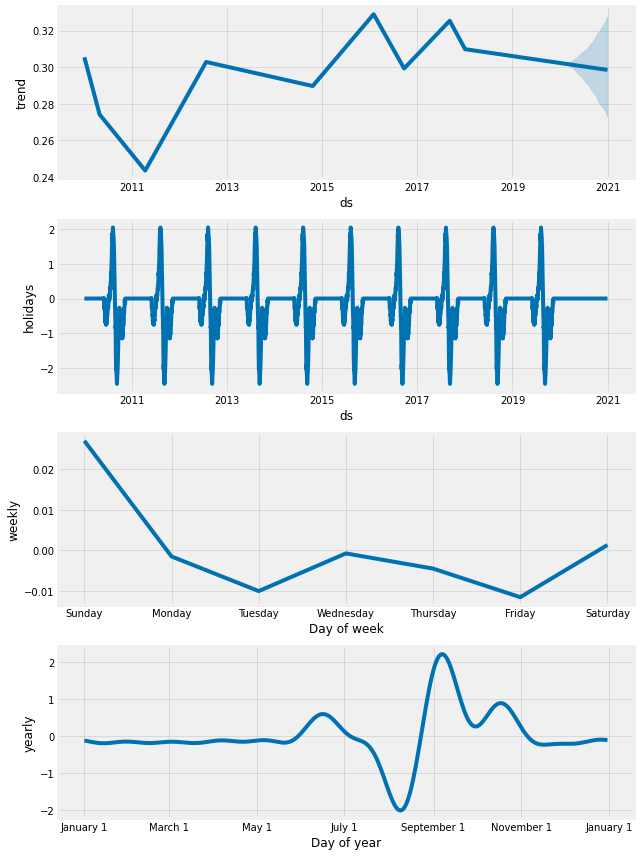 0.32
0.30
0.28
0.26
0.24
trend
2011 2013 2015 2017 2019 2021
ds
2
1
0
−1
−2
holidays
2011 2013 2015 2017 2019 2021
ds
0.02
0.01
0.00
−0.01
weekly
Sunday Monday Tuesday Wednesday Thursday Friday Saturday
Day of week
2
1
0
−1
−2
yearly
January 1 March 1 May 1 July 1 September 1 November 1 January 1
Day of year